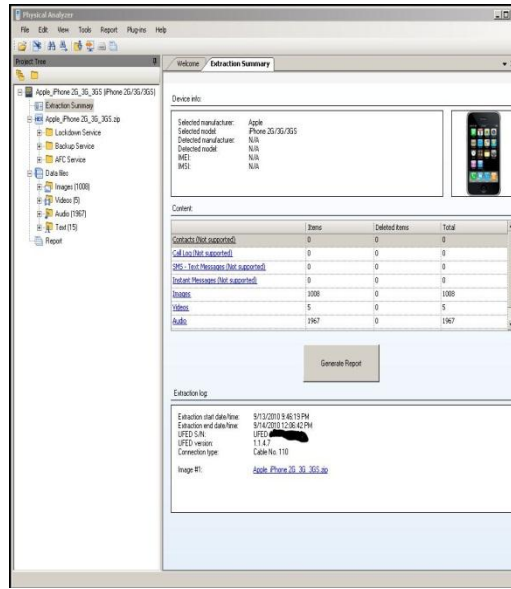 Physical Analyzer
File Edit View Tools Report Plug-ins Help
Project Tree
Welcome Extraction Summary
Apple_iPhone 2G_3G_3GS (iPhone 2G/3G/3GS)
Extraction Summary
Apple_iPhone 2G_3G_3GS.zip
Lockdown Service
Backup Service
AFC Service
Data files
Images (1008)
Videos (5)
Audio (1967)
Text (15)
Report
Device info:
Selected manufacturer: Apple
Selected model: iPhone 2G/3G/3GS
Detected manufacturer: N/A
Detected model: N/A
IMEI: N/A
IMSI: N/A
Content:
Items Deleted items Total
Contacts (Not supported) 0 0 0
Call Log (Not supported) 0 0 0
SMS - Text Messages (Not supported) 0 0 0
Instant Messages (Not supported) 0 0 0
Images 1008 0 1008
Videos 5 0 5
Audio 1967 0 1967
Generate Report
Extraction log:
Extraction start date/time: 9/13/2010 9:46:19 PM
Extraction end date/time: 9/14/2010 12:06:42 PM
UFED S/N: UFED
UFED version: 1.1.4.7
Connection type: Cable No. 110
Image #1: Apple_iPhone 2G_3G_3GS.zip